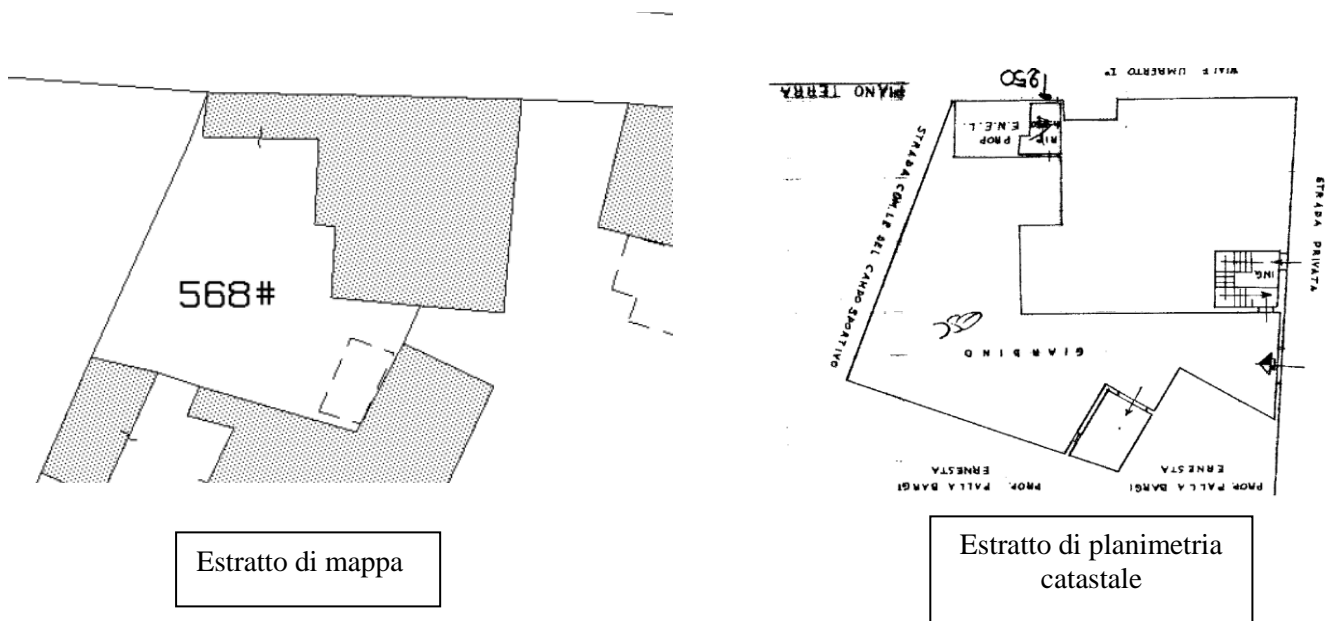 VIALE UMBERTO I°
PIANO TERRA
PROP
E.N.E.L.
RIP
STRADA COM.LE DEL CAMPO SPORTIVO
STRADA PRIVATA
ING.
568#
GIARDINO
PROP. PALLA BARGI
ERNESTA
PROP. PALLA BARGI
ERNESTA
Estratto di mappa
Estratto di planimetria
catastale